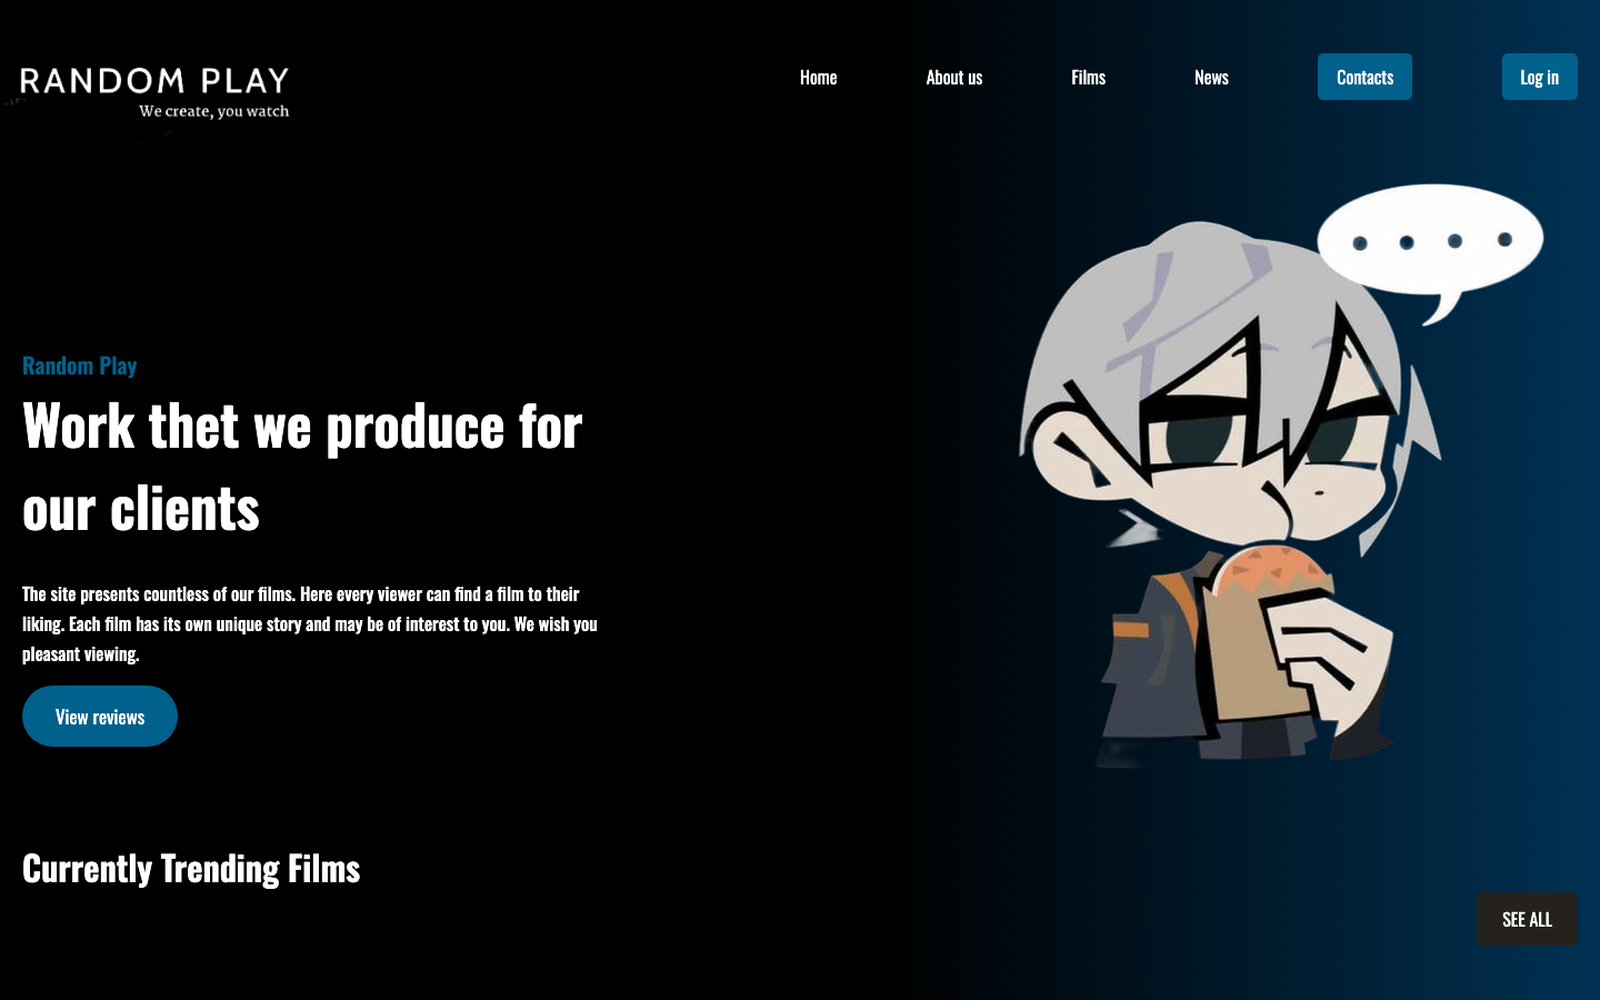 RANDOM PLAY
We create, you watch
Home
About us
Films
News
Contacts
Log in
Random Play
Work thet we produce for
our clients
The site presents countless of our films. Here every viewer can find a film to their
liking. Each film has its own unique story and may be of interest to you. We wish you
pleasant viewing.
View reviews
Currently Trending Films
SEE ALL